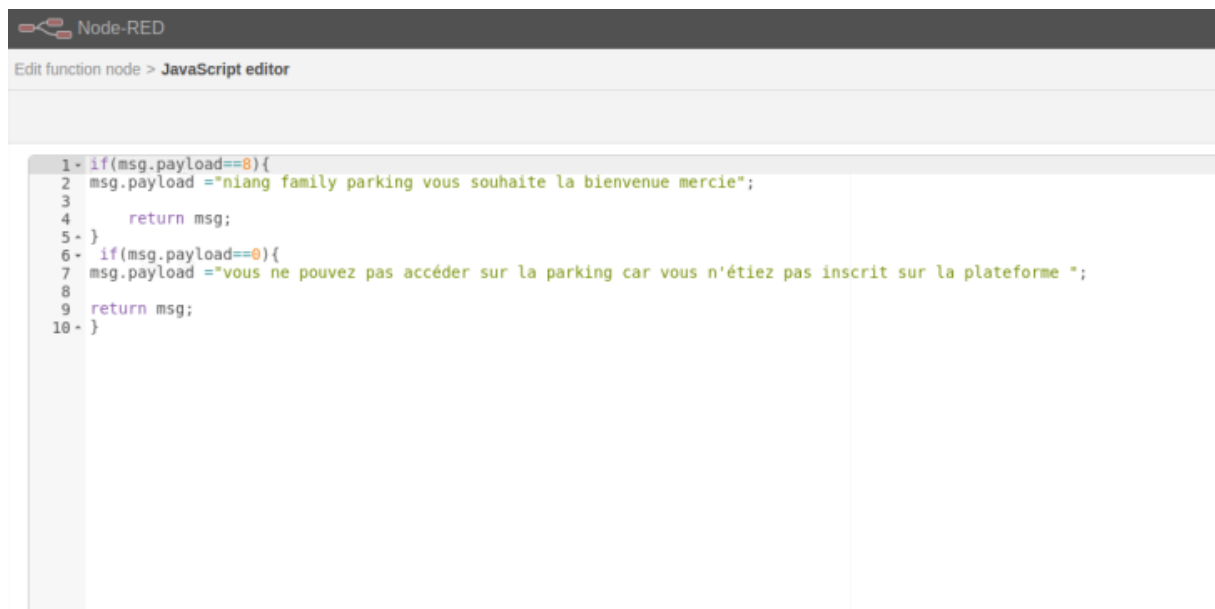 Node-RED
Edit function node > JavaScript editor
1 if(msg.payload==8){
2 msg.payload ="niang family parking vous souhaite la bienvenue mercie";
3
4 return msg;
5 }
6 if(msg.payload==0){
7 msg.payload ="vous ne pouvez pas accéder sur la parking car vous n'étiez pas inscrit sur la plateforme ";
8
9 return msg;
10 }